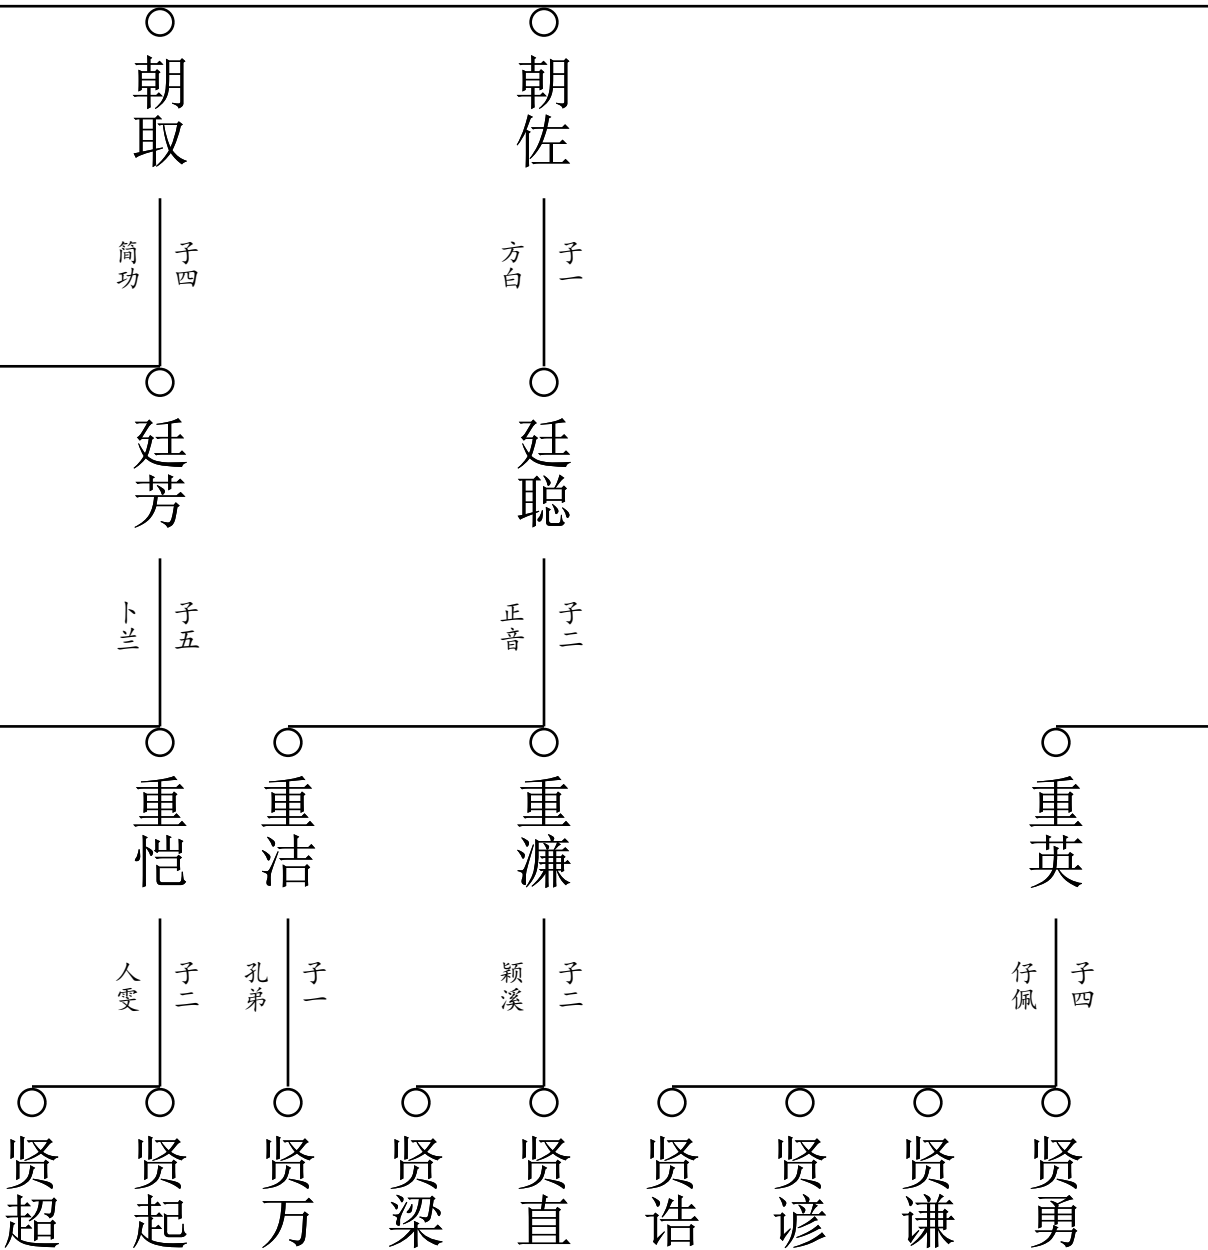 朝佐
朝取
子一
方白
子四
简功
廷聪
廷芳
子二
正音
子五
卜兰
重英
重濂
重洁
重恺
子四
仔佩
子二
颖溪
子一
孔弟
子二
人雯
贤勇
贤谦
贤谚
贤诰
贤直
贤梁
贤万
贤起
贤超